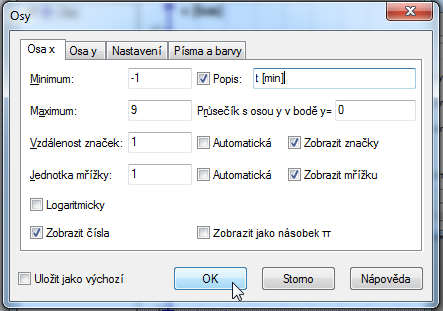 Osy
Osa x Osa y Nastavení Písma a barvy
Minimum: -1 Popis: t [min]
Maximum: 9 Průsečík s osou y v bodě y= 0
Vzdálenost značek: 1 Automatická Zobrazit značky
Jednotka mřížky: 1 Automatická Zobrazit mřížku
Logaritmicky
Zobrazit čísla Zobrazit jako násobek π
Uložit jako výchozí OK Storno Nápověda